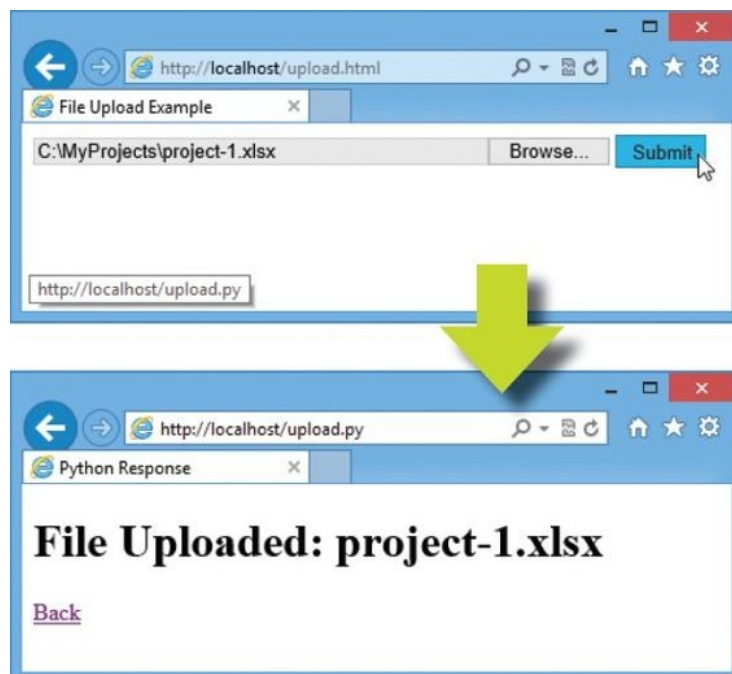 http://localhost/upload.html
File Upload Example
C:\MyProjects\project-1.xlsx Browse... Submit
http://localhost/upload.py
http://localhost/upload.py
Python Response
File Uploaded: project-1.xlsx
Back